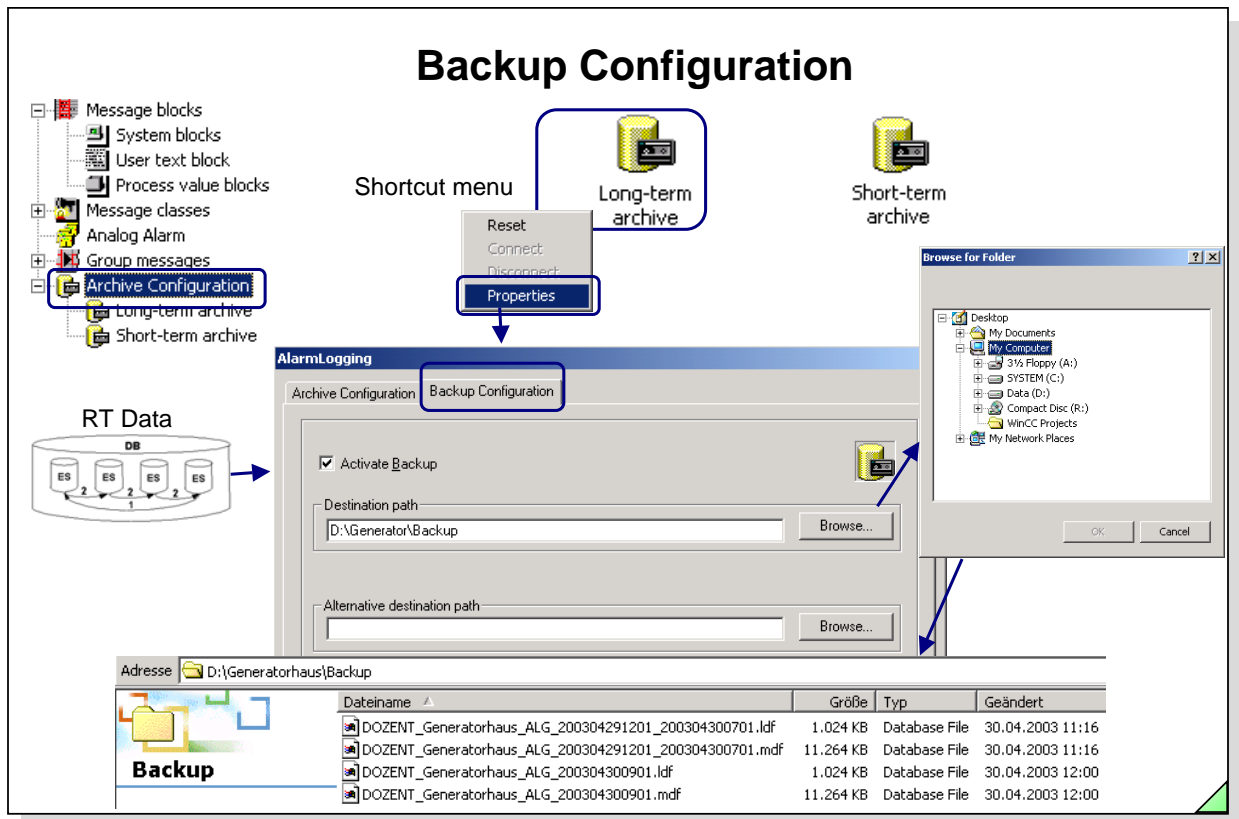 Backup Configuration
Message blocks
System blocks
User text block
Process value blocks
Message classes
Analog Alarm
Group messages
Archive Configuration
Long-term archive
Short-term archive
Shortcut menu
Long-term
archive
Short-term
archive
Reset
Connect
Disconnect
Properties
Browse for Folder
Desktop
My Documents
My Computer
3½ Floppy (A:)
SYSTEM (C:)
Data (D:)
Compact Disc (R:)
WinCC Projects
My Network Places
OK
Cancel
AlarmLogging
Archive Configuration
Backup Configuration
RT Data
DB
ES ES ES ES
2 2 2
1
Activate Backup
Destination path
D:\Generator\Backup
Browse...
Alternative destination path
Browse...
Adresse D:\Generatorhaus\Backup
Backup
Dateiname Größe Typ Geändert
DOZENT_Generatorhaus_ALG_200304291201_200304300701.ldf 1.024 KB Database File 30.04.2003 11:16
DOZENT_Generatorhaus_ALG_200304291201_200304300701.mdf 11.264 KB Database File 30.04.2003 11:16
DOZENT_Generatorhaus_ALG_200304300901.ldf 1.024 KB Database File 30.04.2003 12:00
DOZENT_Generatorhaus_ALG_200304300901.mdf 11.264 KB Database File 30.04.2003 12:00